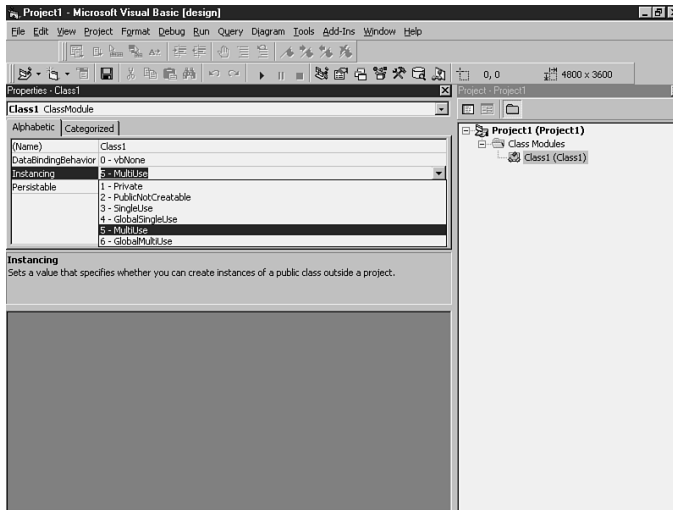 Project1 - Microsoft Visual Basic [design]
File Edit View Project Format Debug Run Query Diagram Tools Add-Ins Window Help
0, 0 4800 x 3600
Properties - Class1
Project - Project1
Class1 ClassModule
Alphabetic Categorized
(Name) Class1
DataBindingBehavior 0 - vbNone
Instancing 5 - MultiUse
Persistable
1 - Private
2 - PublicNotCreatable
3 - SingleUse
4 - GlobalSingleUse
5 - MultiUse
6 - GlobalMultiUse
Instancing
Sets a value that specifies whether you can create instances of a public class outside a project.
Project1 (Project1)
Class Modules
Class1 (Class1)